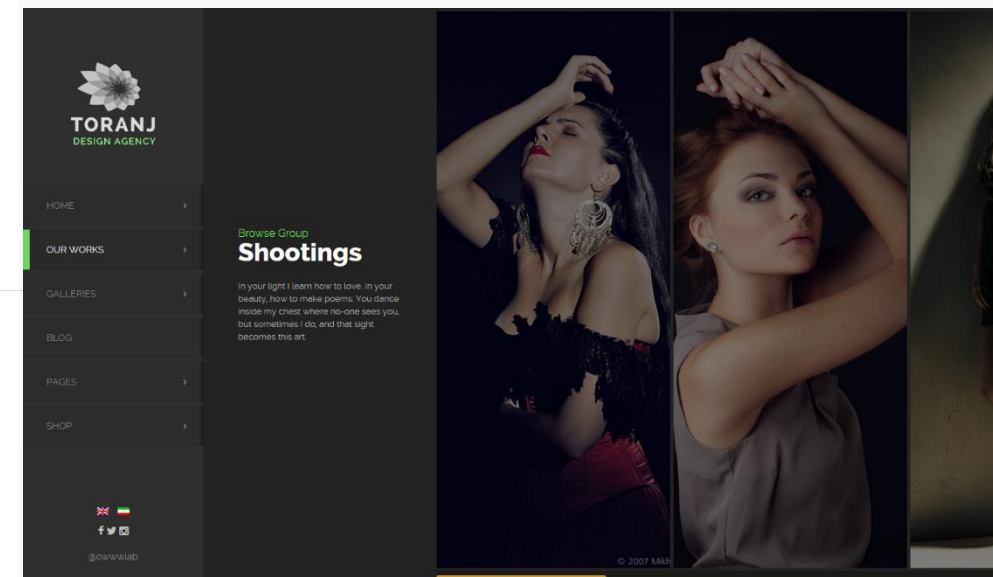 TORANJ
DESIGN AGENCY
HOME
OUR WORKS
GALLERIES
BLOG
PAGES
SHOP
@owwwlab
Browse Group
Shootings
In your light I learn how to love. In your
beauty, how to make poems. You dance
inside my chest where no-one sees you,
but sometimes I do, and that sight
becomes this art.
© 2007 Mikh